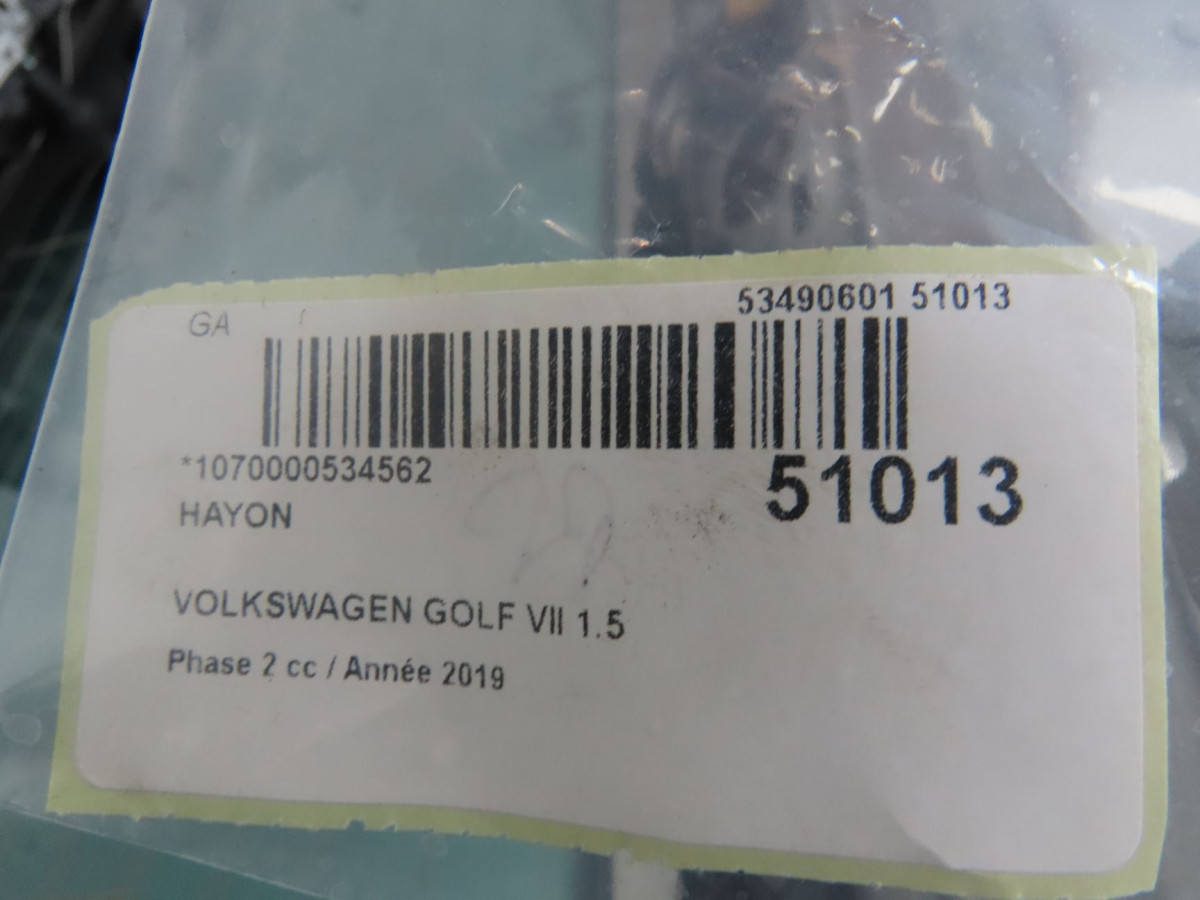 GA
53490601 51013
*1070000534562
51013
HAYON
VOLKSWAGEN GOLF VII 1.5
Phase 2 cc / Année 2019